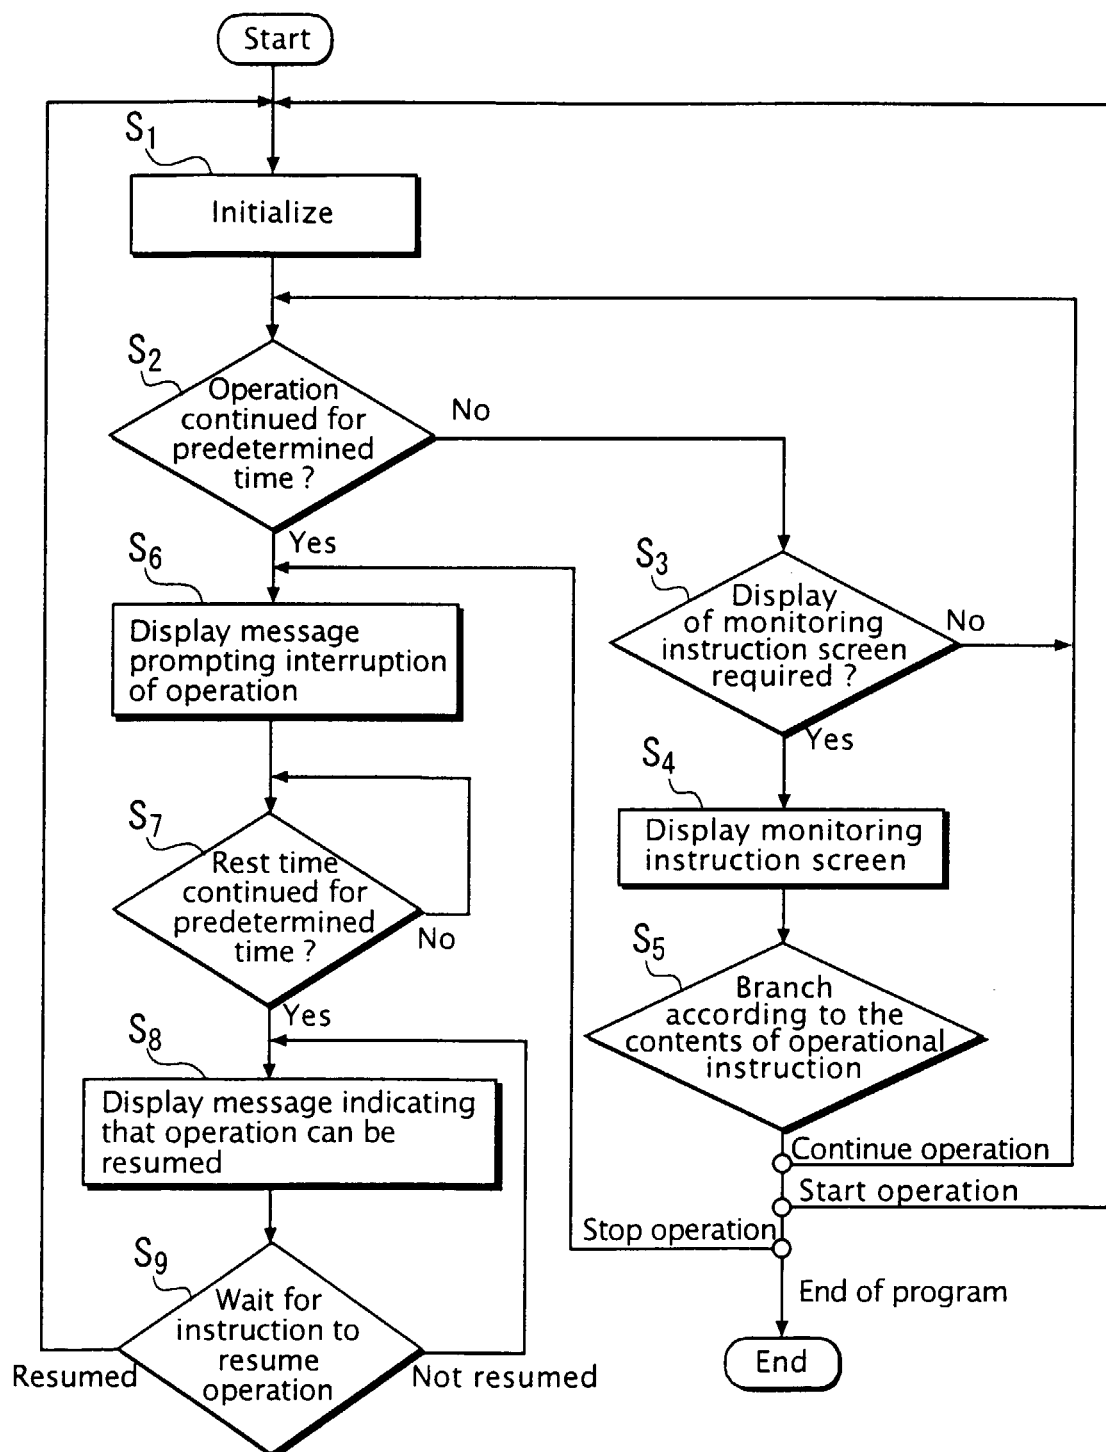 Start
S1
Initialize
S2
Operation
continued for
predetermined
time ?
No
Yes
S3
Display
of monitoring
instruction screen
required ?
No
Yes
S6
Display message
prompting interruption
of operation
S4
Display monitoring
instruction screen
S7
Rest time
continued for
predetermined
time ?
No
Yes
S5
Branch
according to the
contents of operational
instruction
S8
Display message indicating
that operation can be
resumed
Continue operation
Start operation
Stop operation
S9
Wait for
instruction to
resume
operation
Resumed
Not resumed
End of program
End